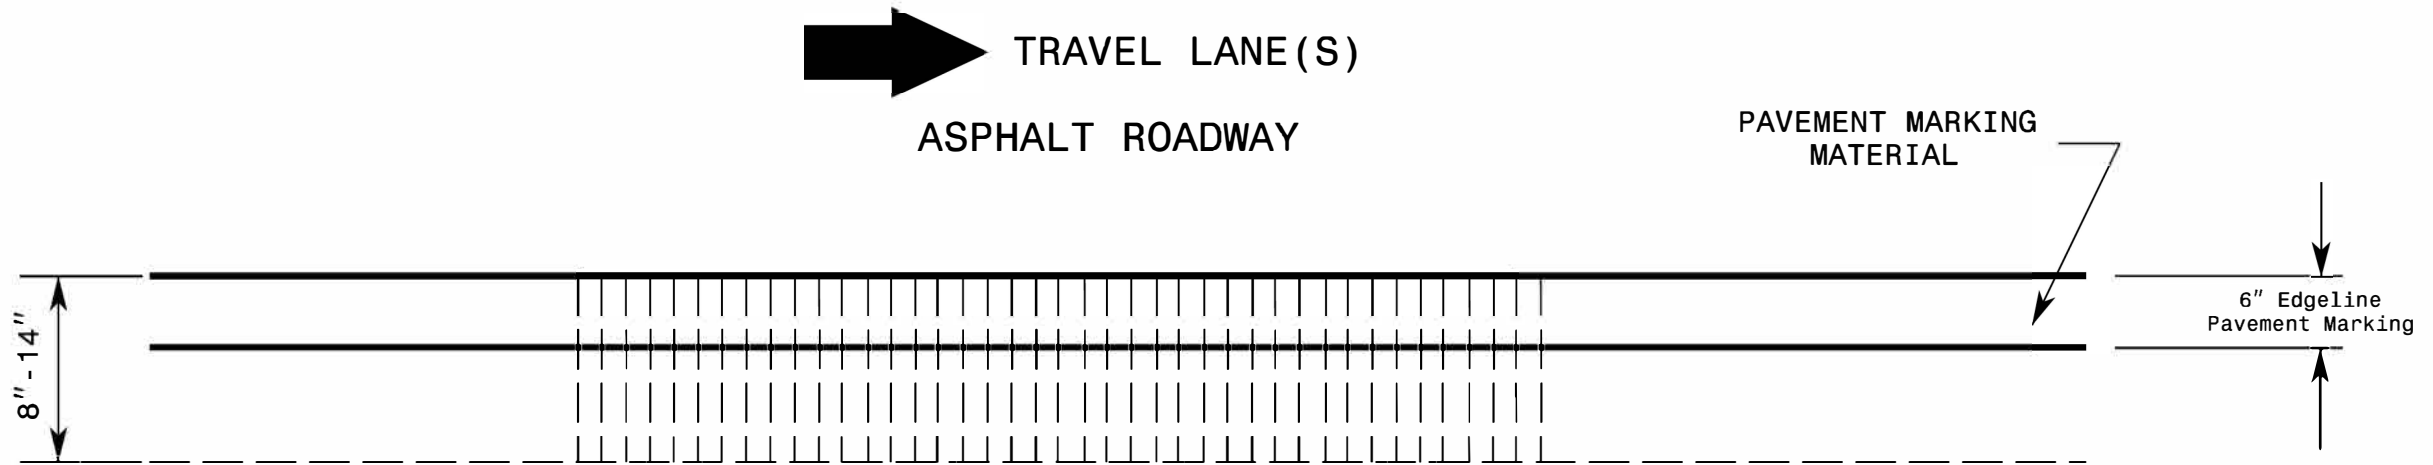 TRAVEL LANE(S)
ASPHALT ROADWAY
PAVEMENT MARKING
MATERIAL
8"-14"
6" Edgeline
Pavement Marking